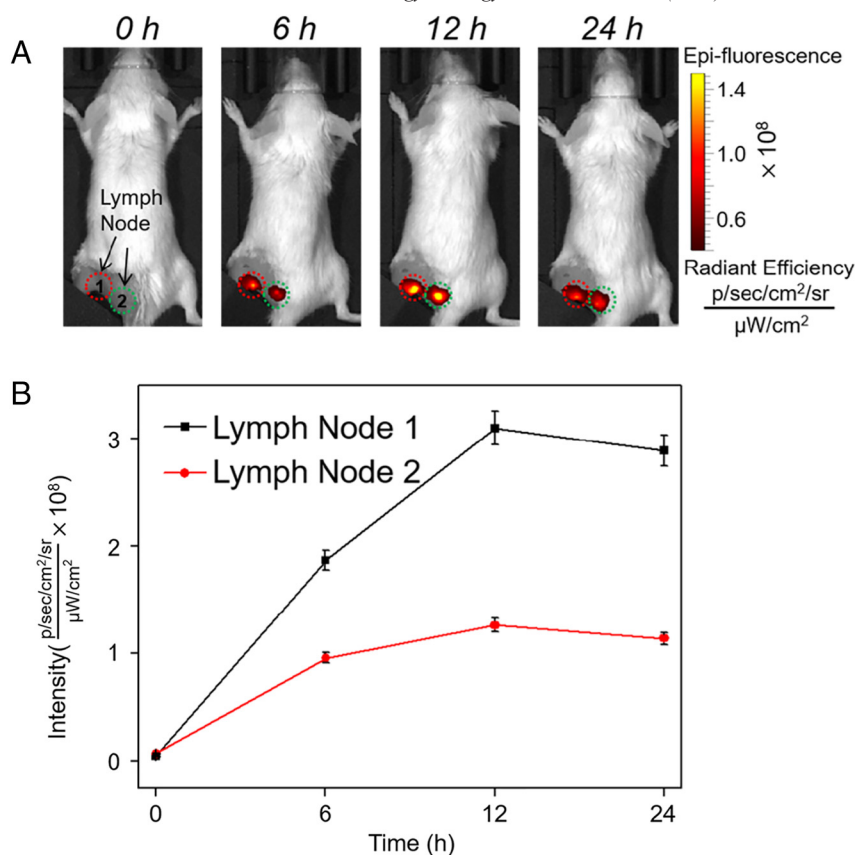 0 h 6 h 12 h 24 h
A
Epi-fluorescence
1.4
1.0
0.6
× 10⁸
Radiant Efficiency
p/sec/cm²/sr
µW/cm²
Lymph
Node
1
2
B
Lymph Node 1
Lymph Node 2
Intensity( p/sec/cm²/sr / µW/cm² × 10⁸)
3
2
1
0
0 6 12 24
Time (h)